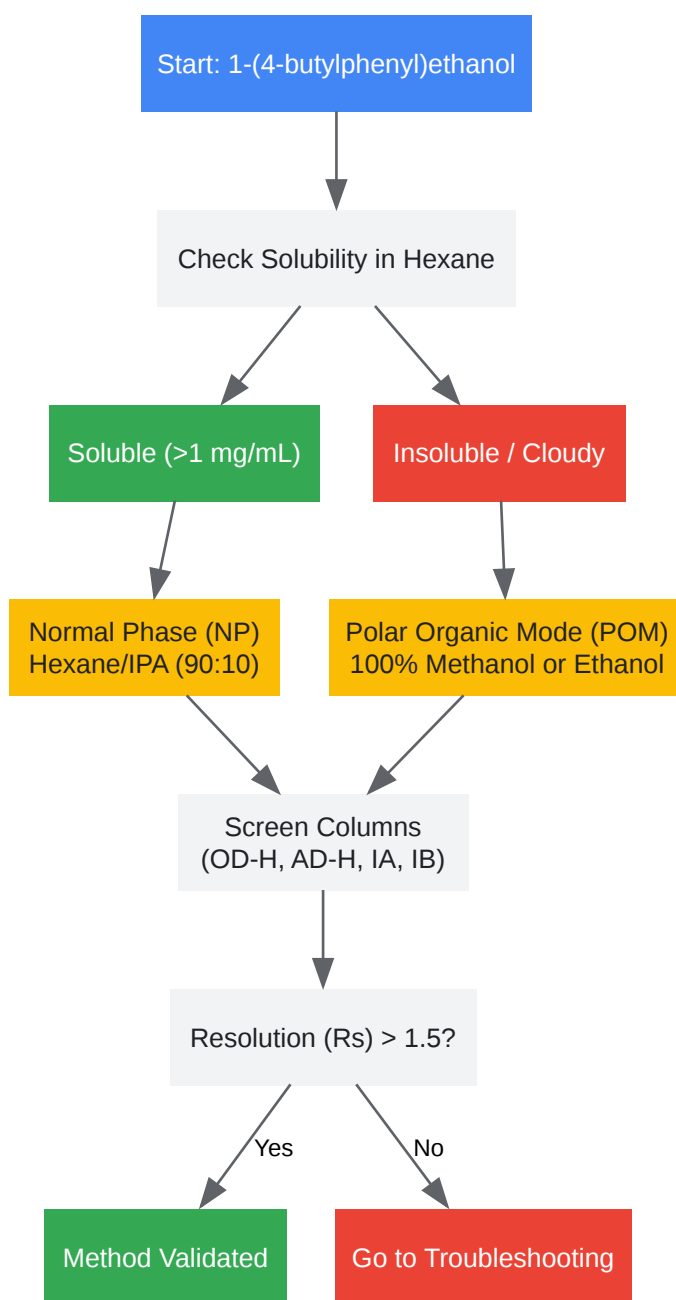 Start: 1-(4-butylphenyl)ethanol
Check Solubility in Hexane
Soluble (>1 mg/mL)
Insoluble / Cloudy
Normal Phase (NP)
Hexane/IPA (90:10)
Polar Organic Mode (POM)
100% Methanol or Ethanol
Screen Columns
(OD-H, AD-H, IA, IB)
Resolution (Rs) > 1.5?
Yes
No
Method Validated
Go to Troubleshooting